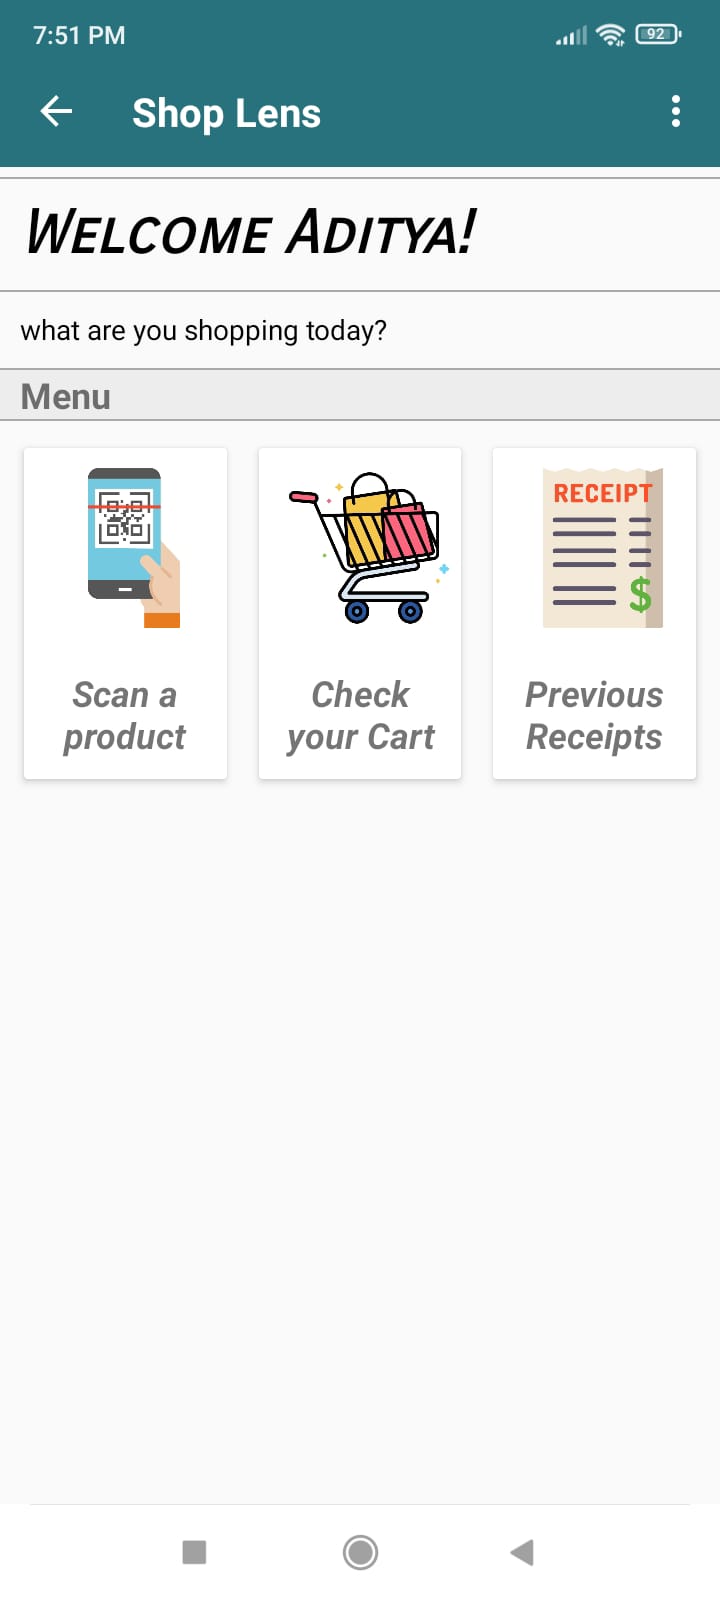 7:51 PM
92
Shop Lens
Welcome Aditya!
what are you shopping today?
Menu
RECEIPT
$
Scan a
product
Check
your Cart
Previous
Receipts